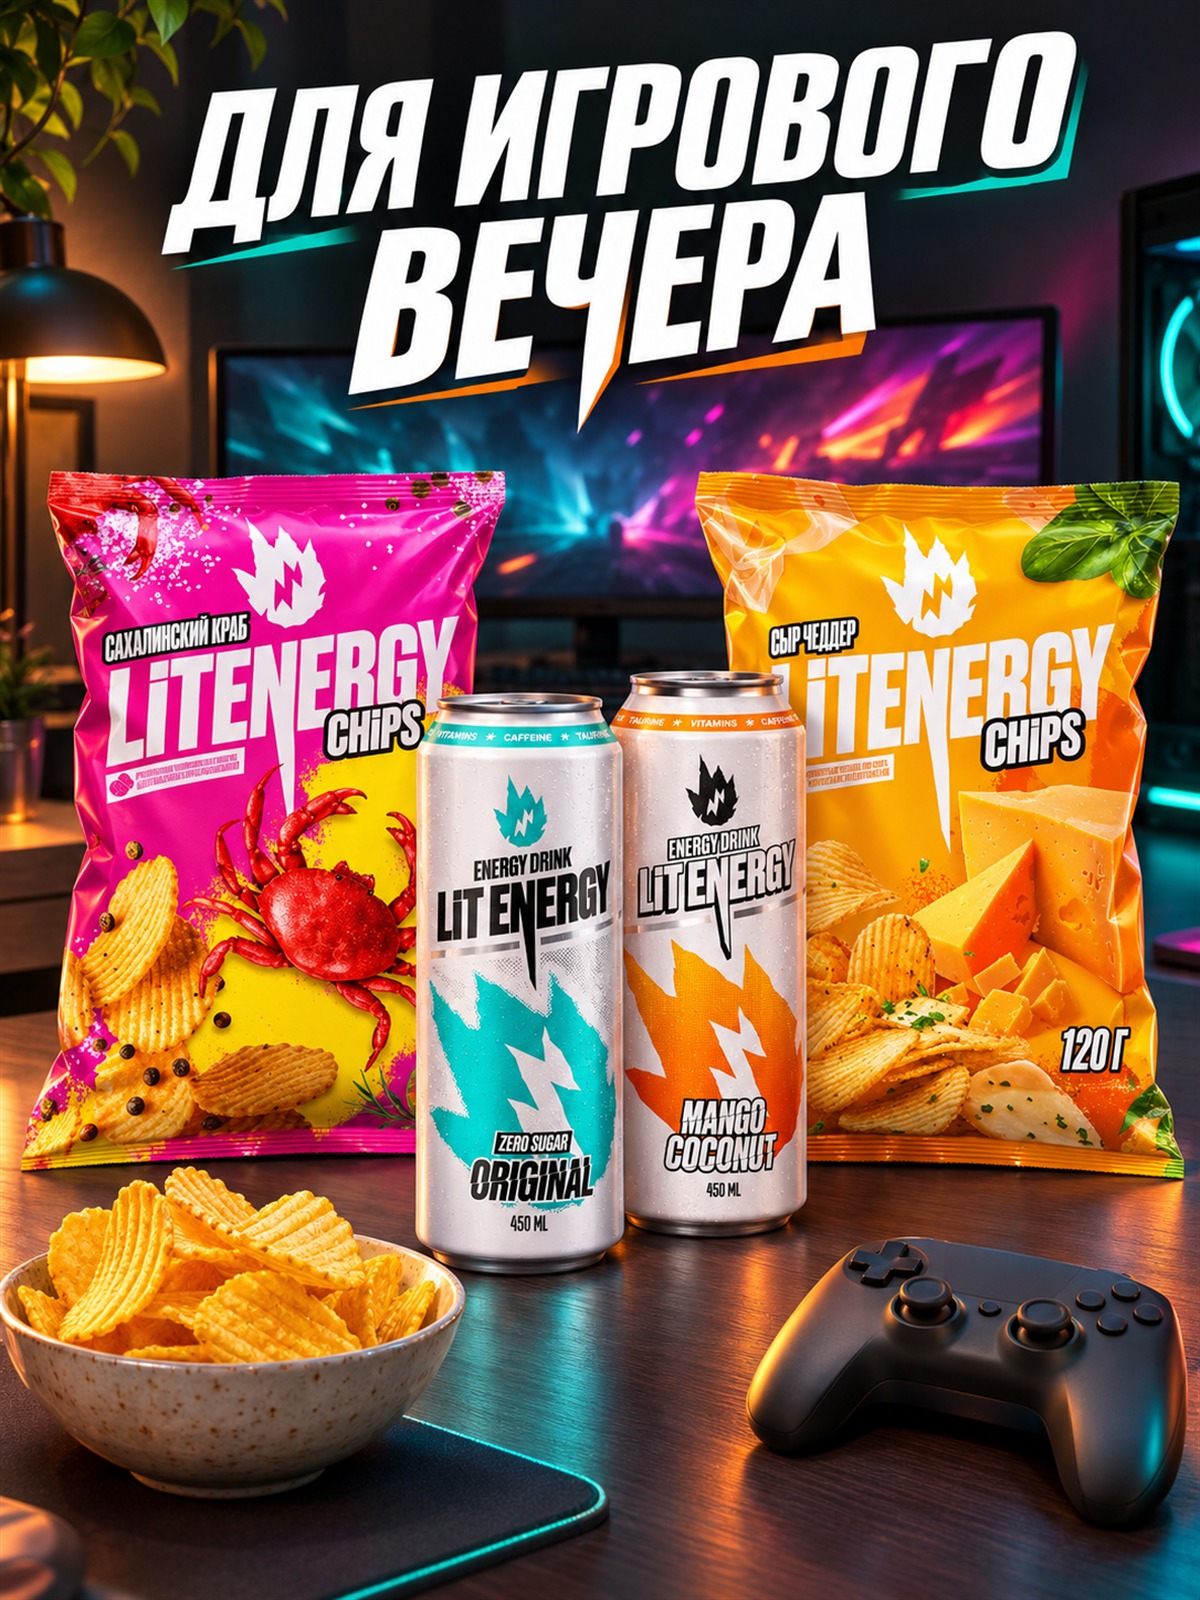 ДЛЯ ИГРОВОГО
ВЕЧЕРА
САХАЛИНСКИЙ КРАБ
LiTENERGY
CHiPS
СЫР ЧЕДДЕР
LiTENERGY
CHiPS
120 Г
VITAMINS * CAFFEINE * TAURINE
ENERGY DRINK
LiT ENERGY
ZERO SUGAR
ORIGINAL
450 ML
TAURINE * VITAMINS * CAFFEINE
ENERGY DRINK
LiT ENERGY
MANGO
COCONUT
450 ML